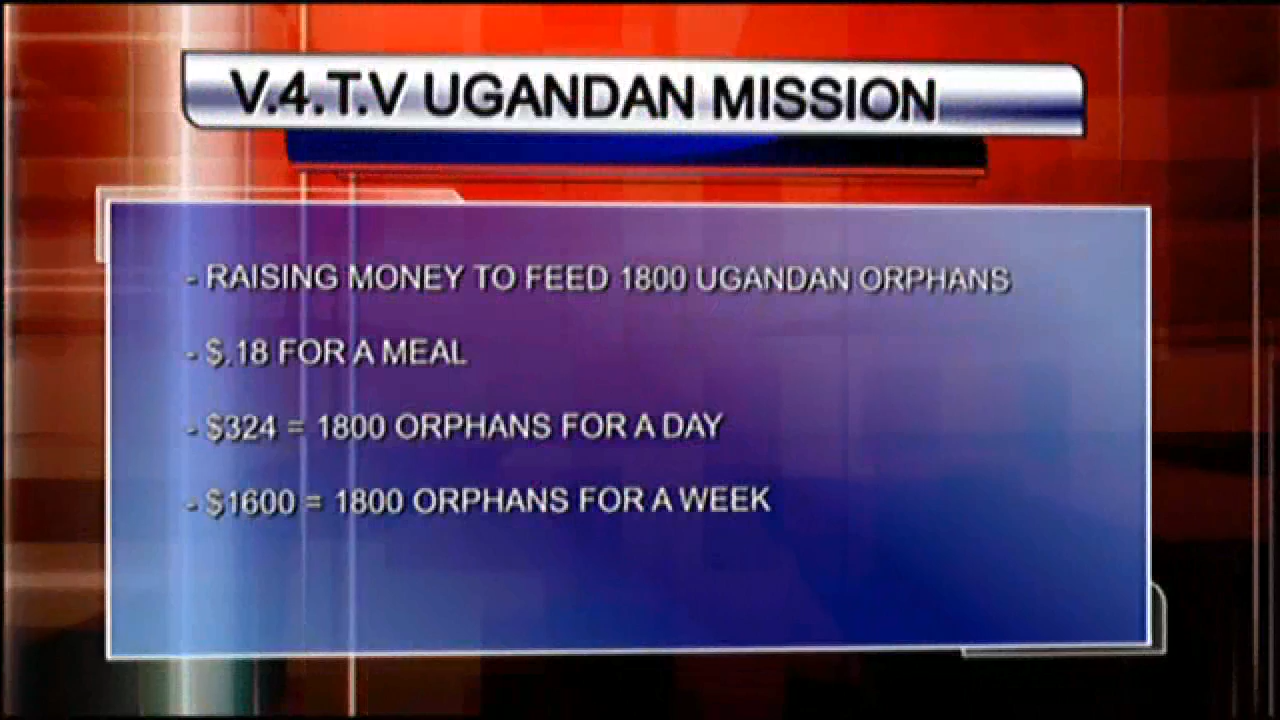 V.4.T.V UGANDAN MISSION
- RAISING MONEY TO FEED 1800 UGANDAN ORPHANS
- $.18 FOR A MEAL
- $324 = 1800 ORPHANS FOR A DAY
- $1600 = 1800 ORPHANS FOR A WEEK